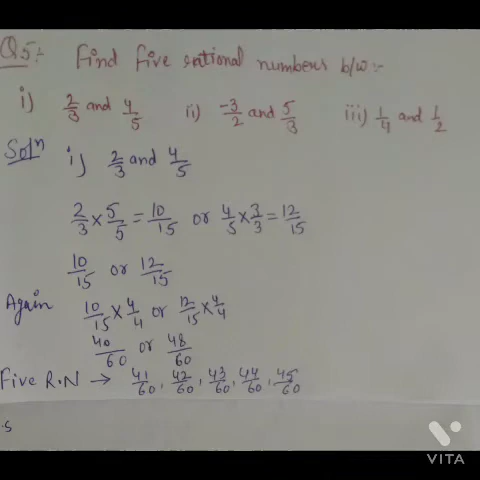 Q5:- Find five rational numbers b/w:-
i) 2/3 and 4/5 ii) -3/2 and 5/3 iii) 1/4 and 1/2
Solⁿ i) 2/3 and 4/5
2/3 × 5/5 = 10/15 or 4/5 × 3/3 = 12/15
10/15 or 12/15
Again 10/15 × 4/4 or 12/15 × 4/4
40/60 or 48/60
Five R.N → 41/60, 42/60, 43/60, 44/60, 45/60
.s
VITA